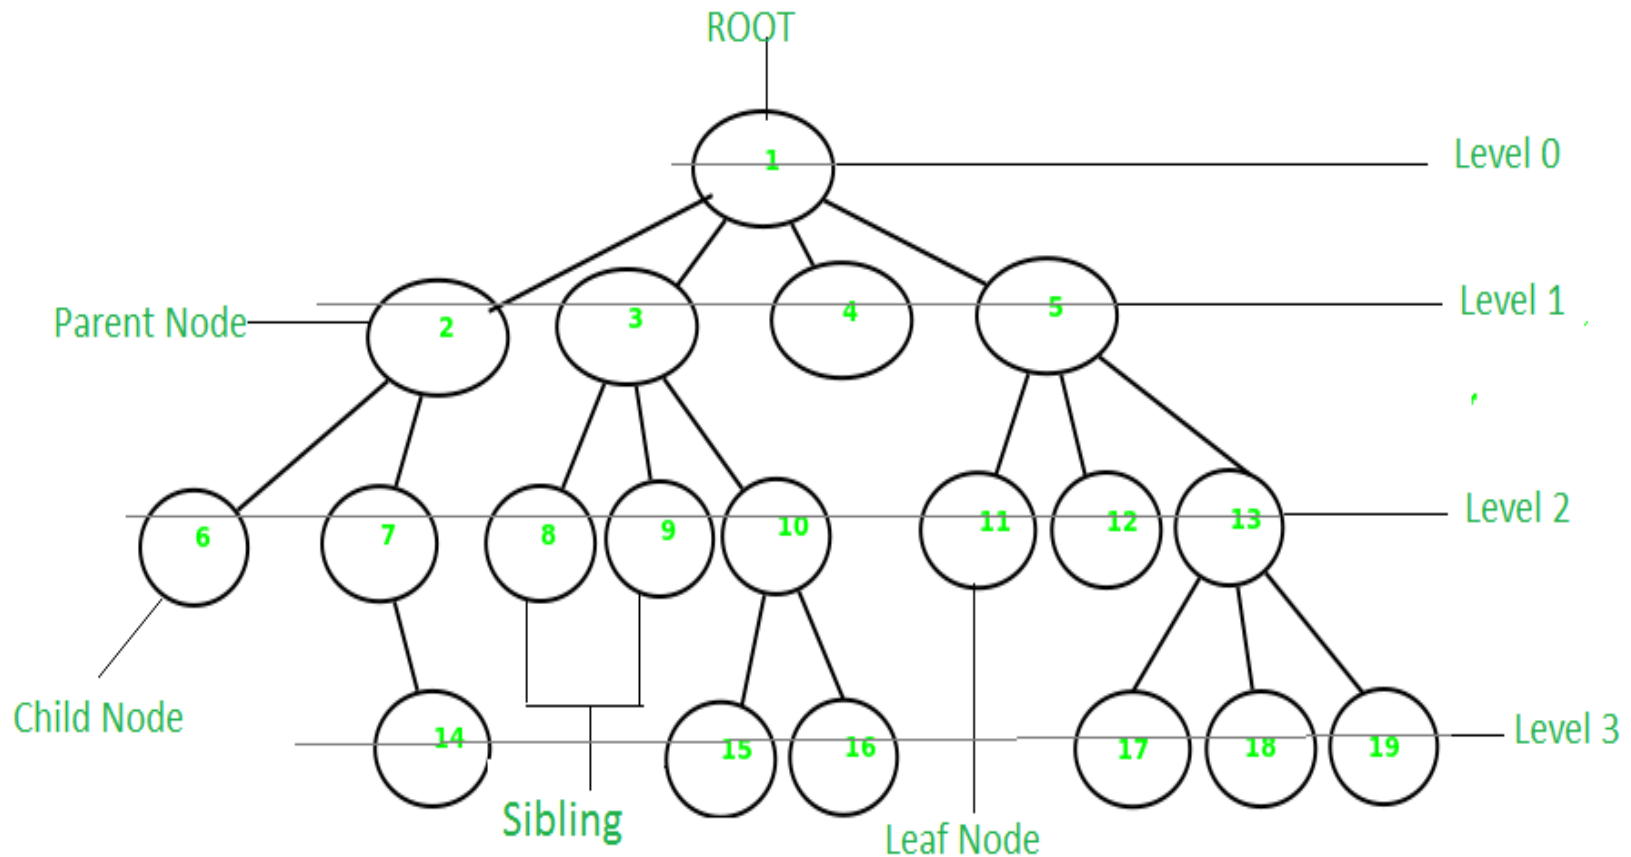 ROOT
1
Level 0
Parent Node
2
3
4
5
Level 1
6
7
8
9
10
11
12
13
Level 2
Child Node
14
15
16
17
18
19
Level 3
Sibling
Leaf Node